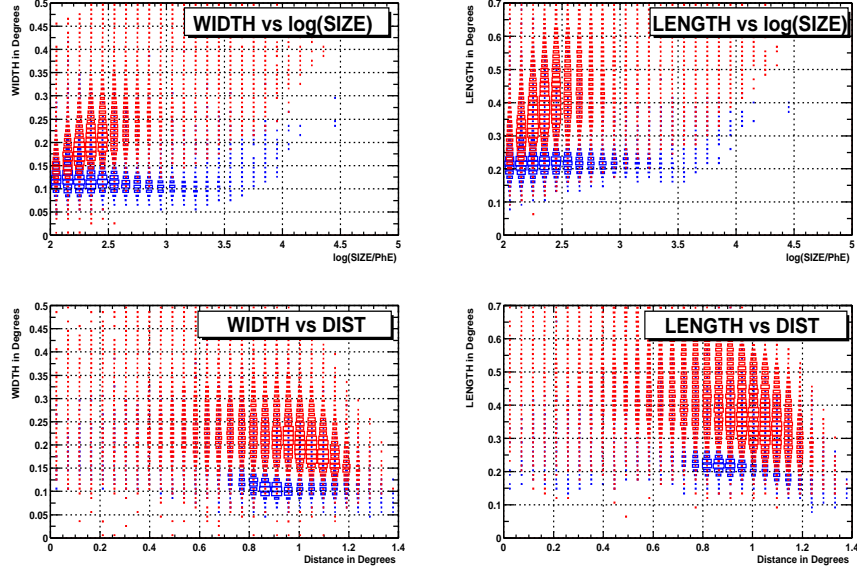 WIDTH vs log(SIZE)
WIDTH in Degrees
0.5
0.45
0.4
0.35
0.3
0.25
0.2
0.15
0.1
0.05
0
2 2.5 3 3.5 4 4.5 5
log(SIZE/PhE)
LENGTH vs log(SIZE)
LENGTH in Degrees
0.7
0.6
0.5
0.4
0.3
0.2
0.1
0
2 2.5 3 3.5 4 4.5 5
log(SIZE/PhE)
WIDTH vs DIST
WIDTH in Degrees
0.5
0.45
0.4
0.35
0.3
0.25
0.2
0.15
0.1
0.05
0
0 0.2 0.4 0.6 0.8 1 1.2 1.4
Distance in Degrees
LENGTH vs DIST
LENGTH in Degrees
0.7
0.6
0.5
0.4
0.3
0.2
0.1
0
0 0.2 0.4 0.6 0.8 1 1.2 1.4
Distance in Degrees